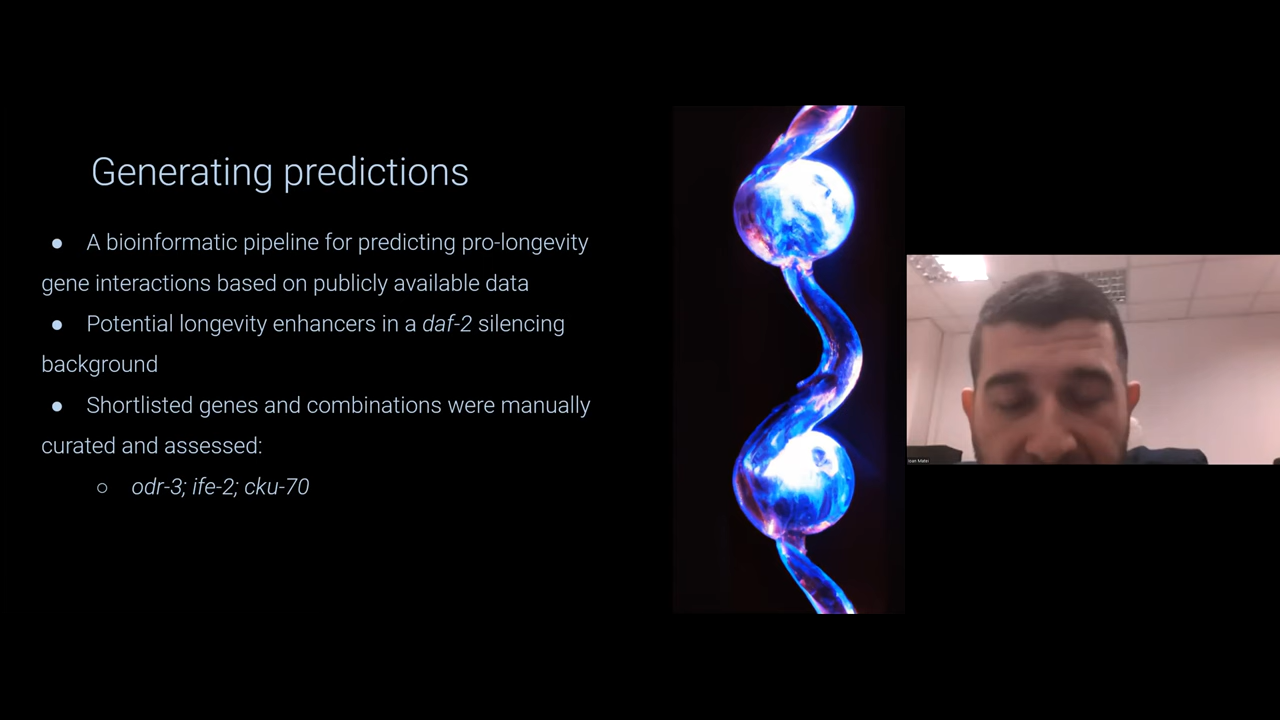 Generating predictions
● A bioinformatic pipeline for predicting pro-longevity
gene interactions based on publicly available data
● Potential longevity enhancers in a daf-2 silencing
background
● Shortlisted genes and combinations were manually
curated and assessed:
○ odr-3; ife-2; cku-70